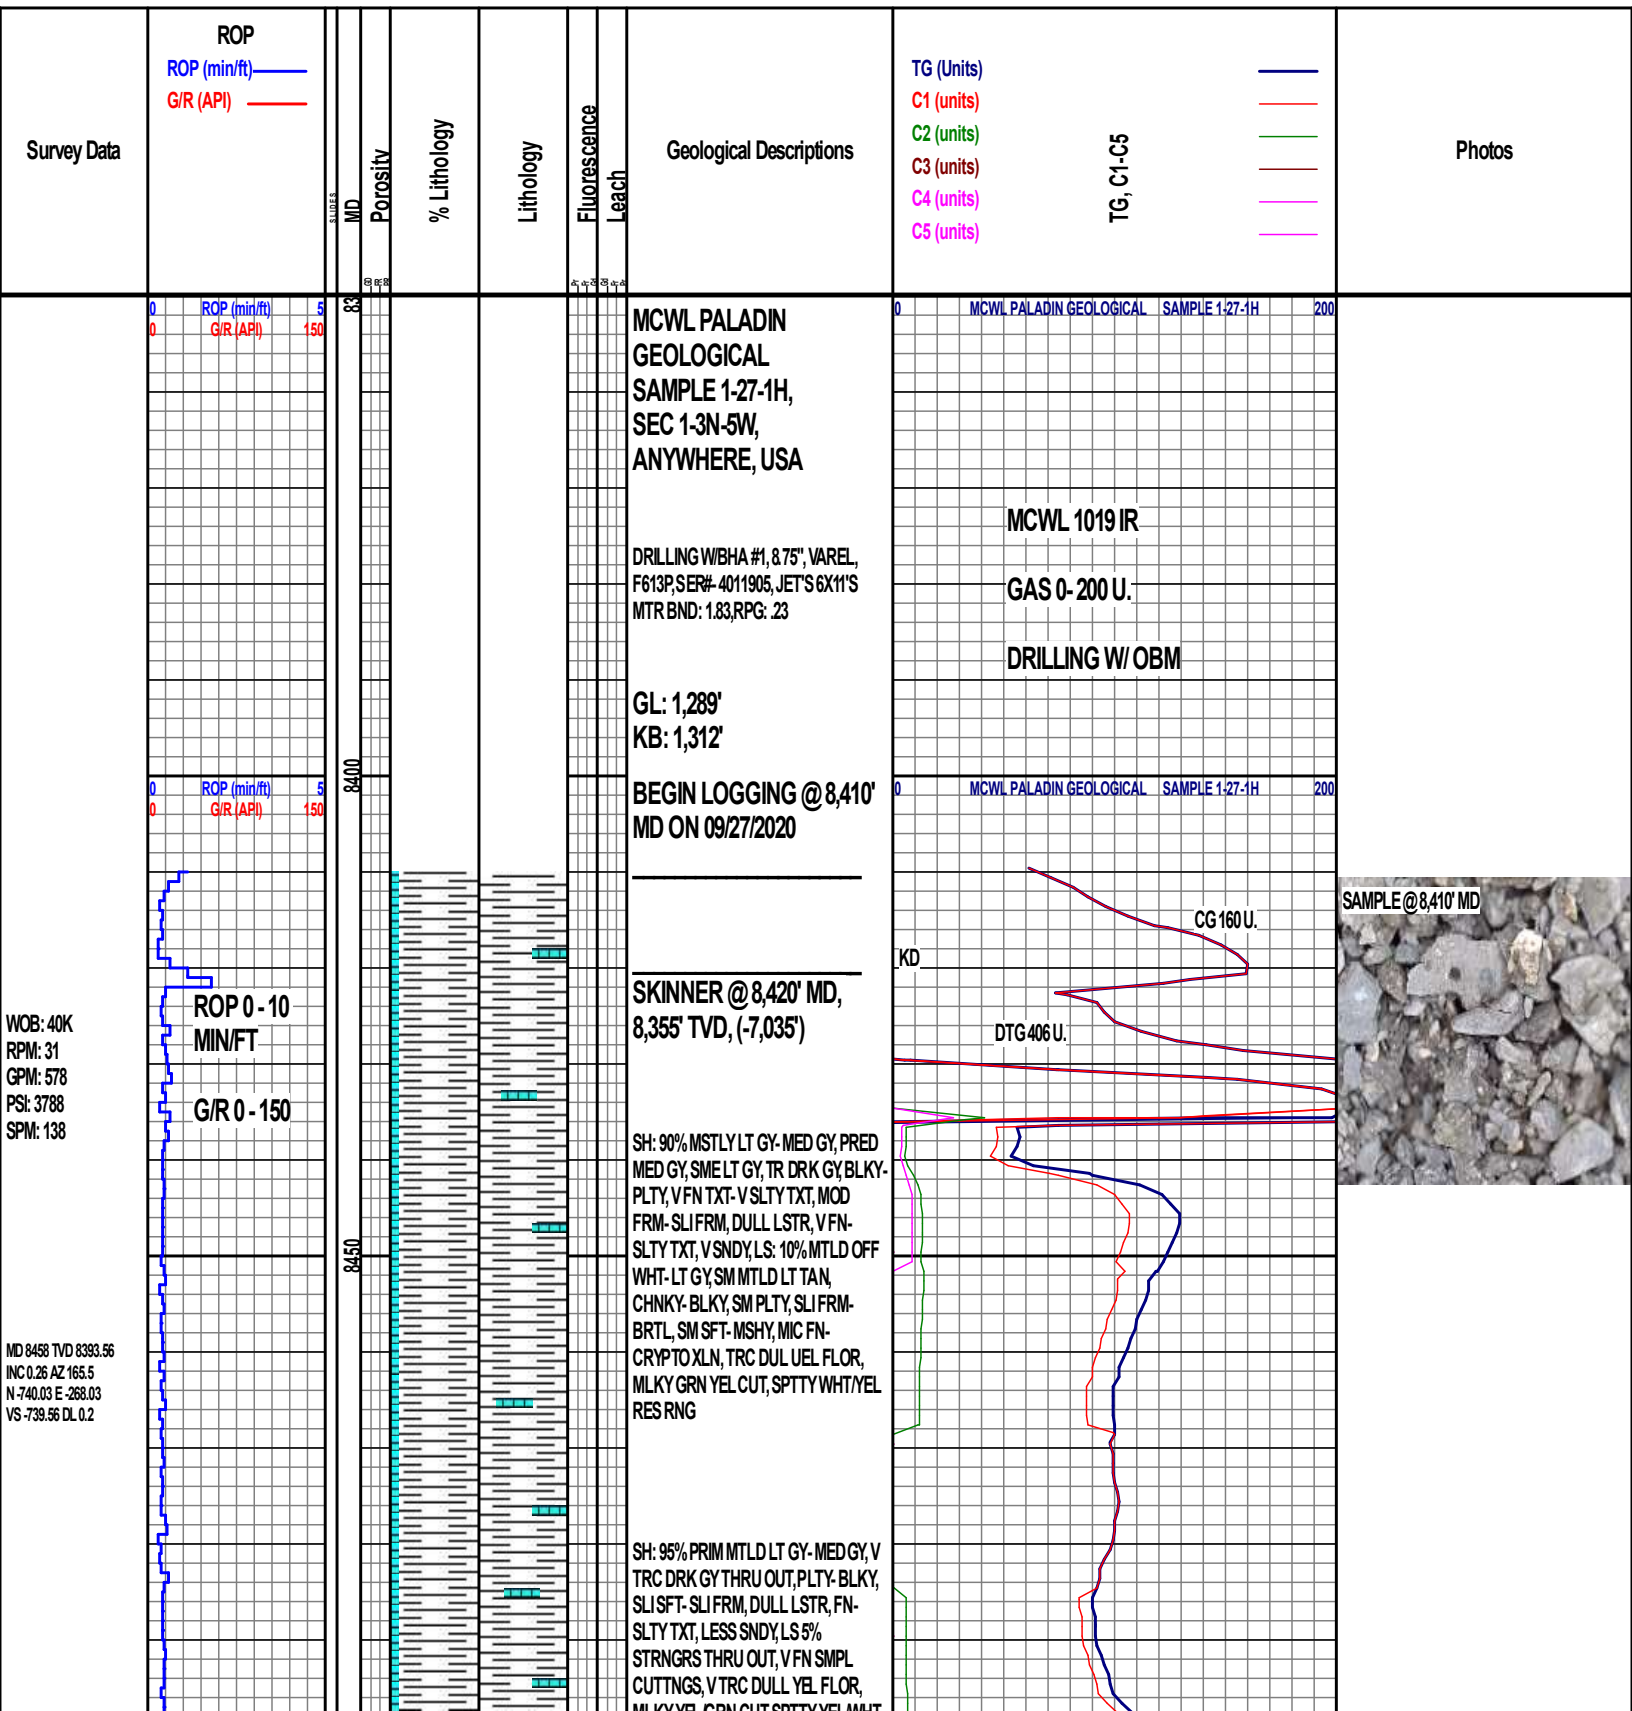 Survey Data
ROP
ROP (min/ft)
G/R (API)
SLIDES
MD
Porosity
% Lithology
Lithology
Fluorescence
Leach
Geological Descriptions
TG (Units)
C1 (units)
C2 (units)
C3 (units)
C4 (units)
C5 (units)
TG, C1-C5
Photos
0 ROP (min/ft) 5
0 G/R (API) 150
83
MCWL PALADIN
GEOLOGICAL
SAMPLE 1-27-1H,
SEC 1-3N-5W,
ANYWHERE, USA
0 MCWL PALADIN GEOLOGICAL SAMPLE 1-27-1H 200
MCWL 1019 IR
GAS 0- 200 U.
DRILLING W/ OBM
DRILLING W/BHA #1, 8.75", VAREL,
F613P,SER#- 4011905, JET'S 6X11'S
MTR BND: 1.83,RPG: .23
GL: 1,289'
KB: 1,312'
8400
0 ROP (min/ft) 5
0 G/R (API) 150
BEGIN LOGGING @ 8,410'
MD ON 09/27/2020
0 MCWL PALADIN GEOLOGICAL SAMPLE 1-27-1H 200
SAMPLE @ 8,410' MD
CG 160 U.
KD
SKINNER @ 8,420' MD,
8,355' TVD, (-7,035')
DTG 406 U.
ROP 0 - 10
MIN/FT
G/R 0 - 150
WOB: 40K
RPM: 31
GPM: 578
PSI: 3788
SPM: 138
SH: 90% MSTLY LT GY- MED GY, PRED
MED GY, SME LT GY, TR DRK GY, BLKY-
PLTY, V FN TXT- V SLTY TXT, MOD
FRM- SLI FRM, DULL LSTR, V FN-
SLTY TXT, V SNDY, LS: 10% MTLD OFF
WHT- LT GY, SM MTLD LT TAN,
CHNKY- BLKY, SM PLTY, SLI FRM-
BRTL, SM SFT- MSHY, MIC FN-
CRYPTO XLN, TRC DUL UEL FLOR,
MLKY GRN YEL CUT, SPTTY WHT/YEL
RES RNG
8450
MD 8458 TVD 8393.56
INC 0.26 AZ 165.5
N -740.03 E -268.03
VS -739.56 DL 0.2
SH: 95% PRIM MTLD LT GY- MED GY, V
TRC DRK GY THRU OUT, PLTY- BLKY,
SLI SFT- SLI FRM, DULL LSTR, FN-
SLTY TXT, LESS SNDY, LS 5%
STRNGRS THRU OUT, V FN SMPL
CUTTNGS, V TRC DULL YEL FLOR,
MLKY YEL GRN CUT SPTTY YEL WHT